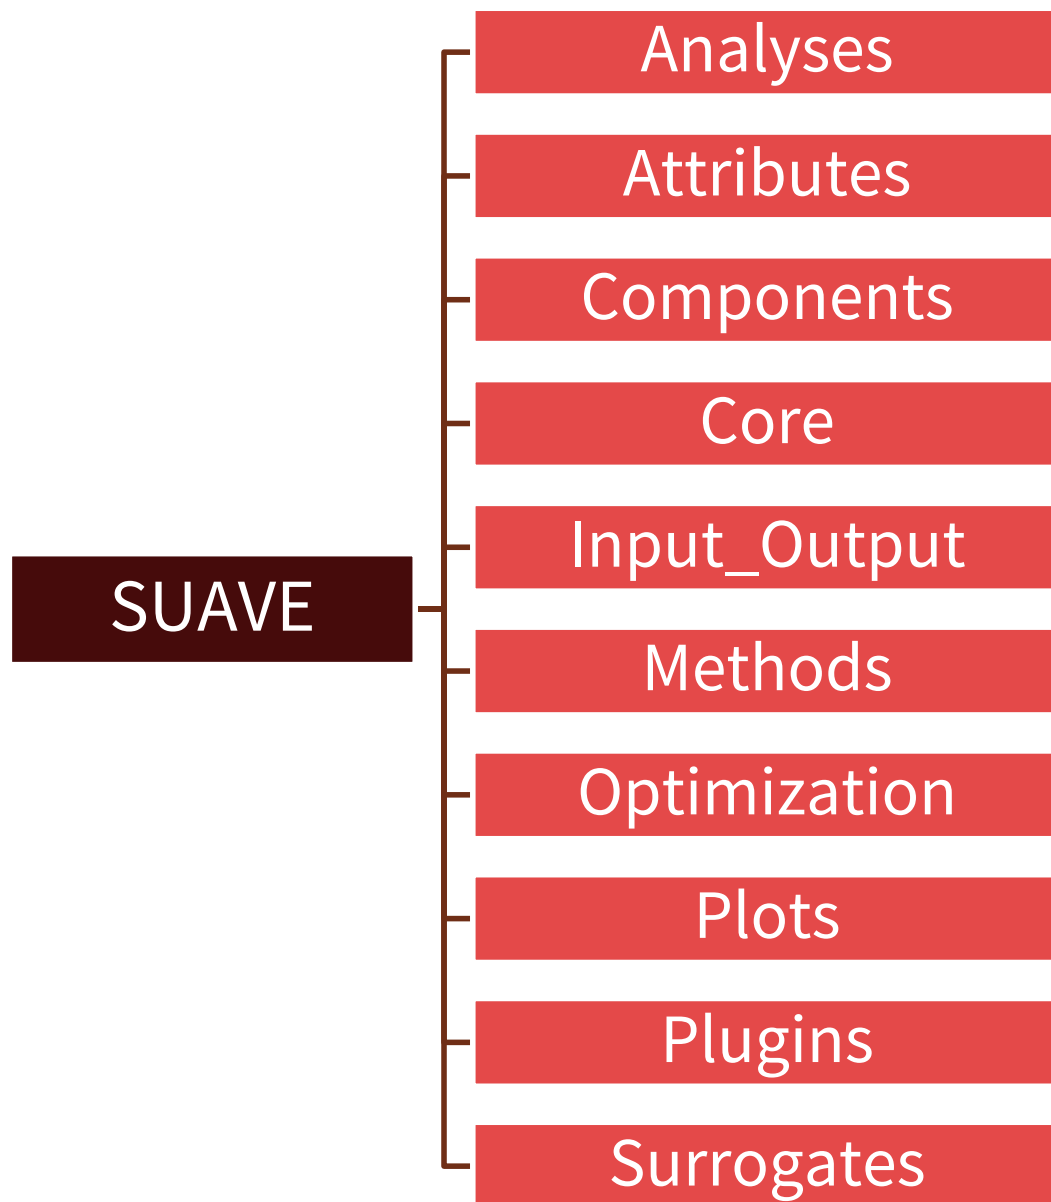 SUAVE
Analyses
Attributes
Components
Core
Input_Output
Methods
Optimization
Plots
Plugins
Surrogates